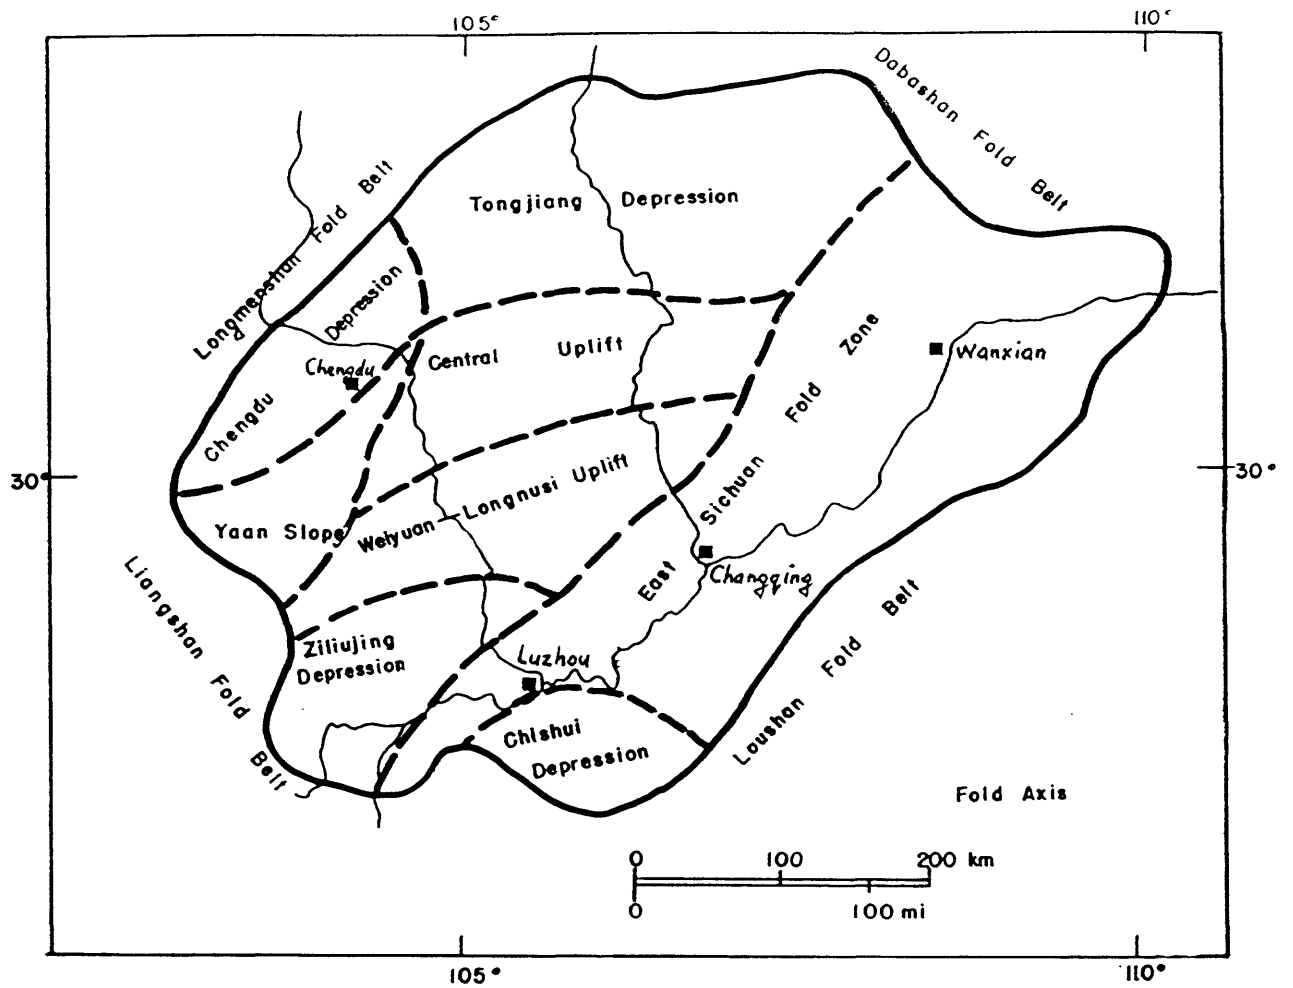 105°
110°
Dabashan Fold Belt
Longmenshan Fold Belt
Tongjiang Depression
Chengdu Depression
Chengdu
Central Uplift
East Sichuan Fold Zone
Wanxian
30°
30°
Yaan Slope
Weiyuan-Longnusi Uplift
Changqing
Liangshan Fold Belt
Ziliujing
Depression
Luzhou
Chishui
Depression
Loushan Fold Belt
Fold Axis
0 100 200 km
0 100 mi
105°
110°